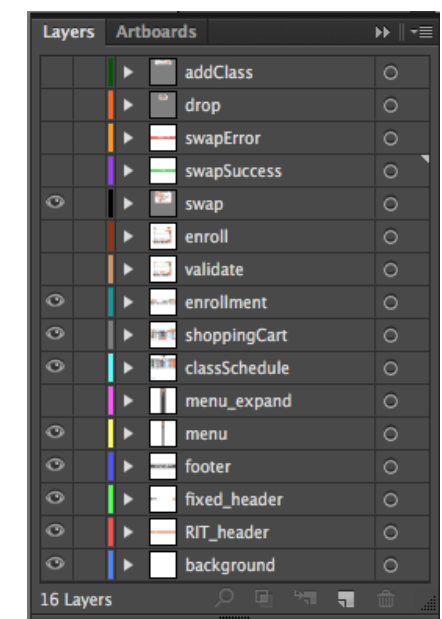 Layers Artboards
addClass
drop
swapError
swapSuccess
swap
enroll
validate
enrollment
shoppingCart
classSchedule
menu_expand
menu
footer
fixed_header
RIT_header
background
16 Layers